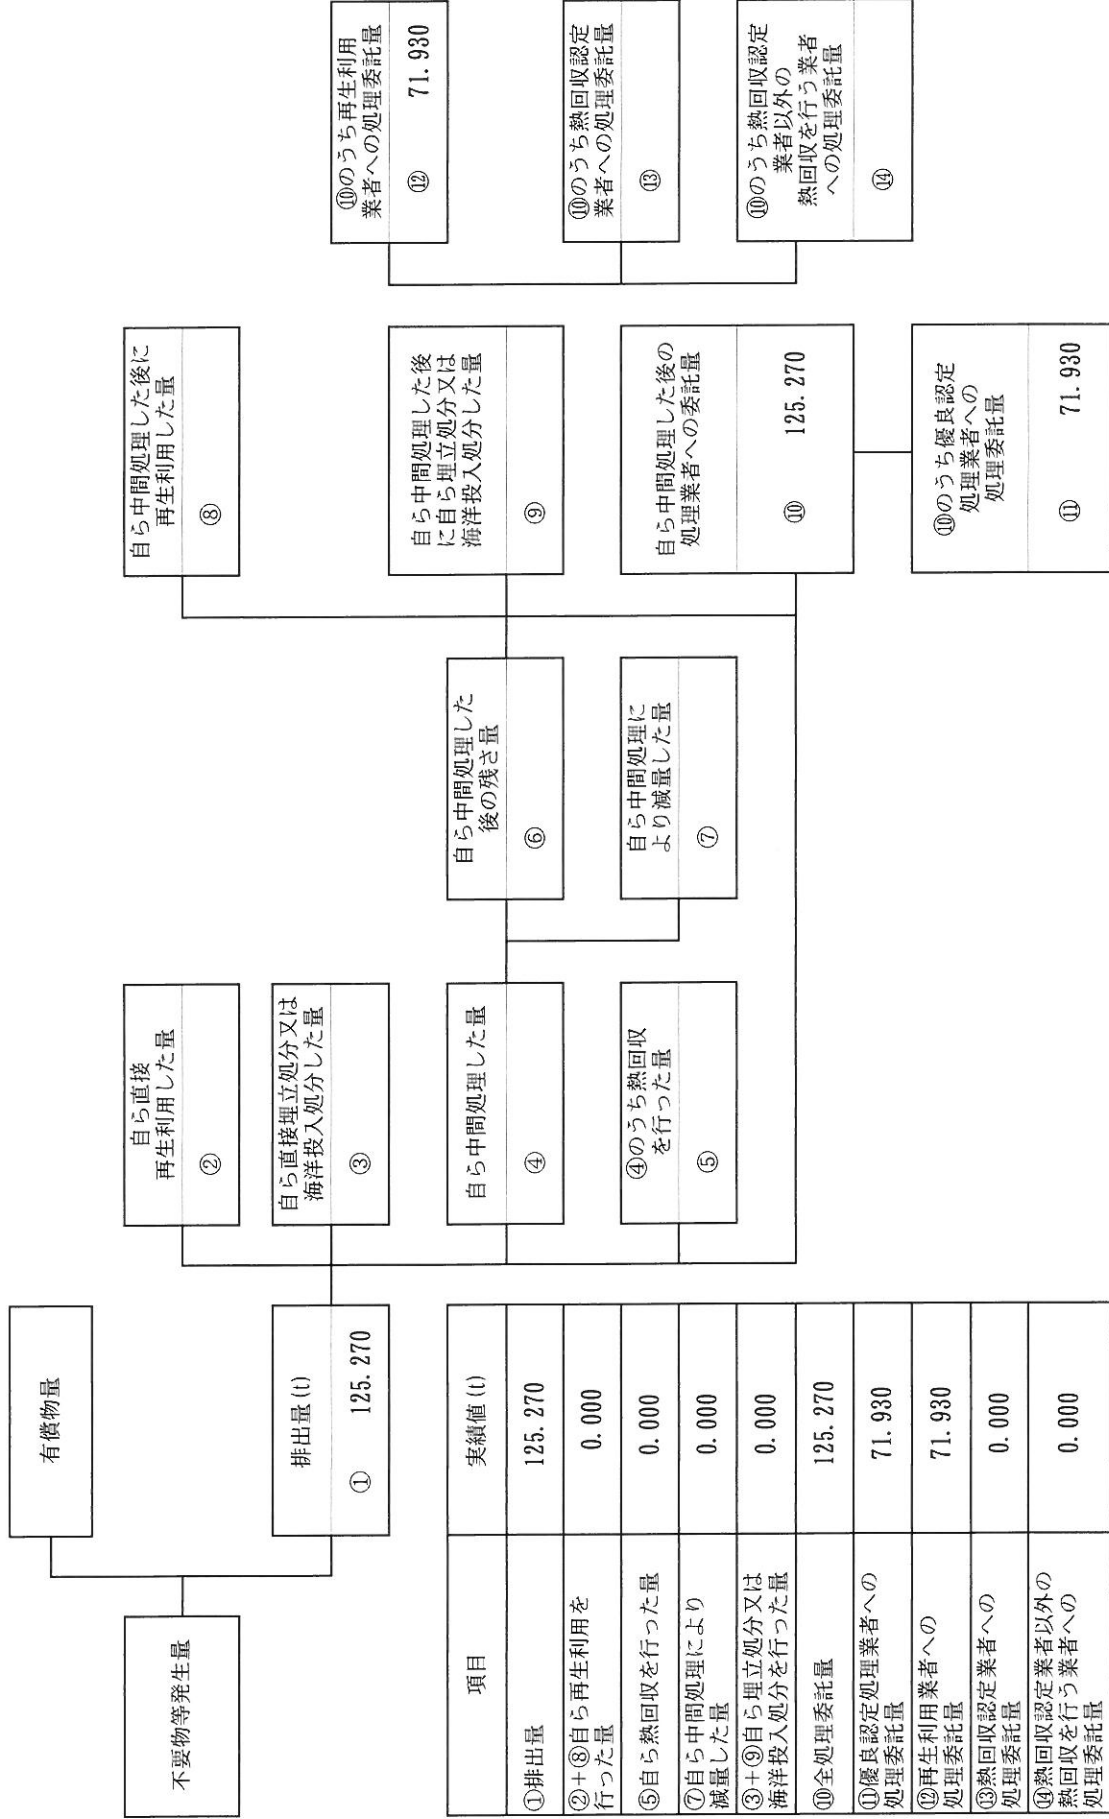 有償物量
不要物等発生量
排出量(t)
① 125.270
自ら直接
再生利用した量
②
自ら直接埋立処分又は
海洋投入処分した量
③
自ら中間処理した量
④
④のうち熱回収
を行った量
⑤
自ら中間処理した
後の残さ量
⑥
自ら中間処理に
より減量した量
⑦
自ら中間処理した後に
再生利用した量
⑧
自ら中間処理した後
に自ら埋立処分又は
海洋投入処分した量
⑨
自ら中間処理した後の
処理業者への委託量
⑩ 125.270
⑩のうち優良認定
処理業者への
処理委託量
⑪ 71.930
⑩のうち再生利用
業者への処理委託量
⑫ 71.930
⑩のうち熱回収認定
業者への処理委託量
⑬
⑩のうち熱回収認定
業者以外の
熱回収を行う業者
への処理委託量
⑭
項目 実績値(t)
①排出量 125.270
②+⑧自ら再生利用を
行った量 0.000
⑤自ら熱回収を行った量 0.000
⑦自ら中間処理により
減量した量 0.000
③+⑨自ら埋立処分又は
海洋投入処分を行った量 0.000
⑩全処理委託量 125.270
⑪優良認定処理業者への
処理委託量 71.930
⑫再生利用業者への
処理委託量 71.930
⑬熱回収認定業者への
処理委託量 0.000
⑭熱回収認定業者以外の
熱回収を行う業者への
処理委託量 0.000